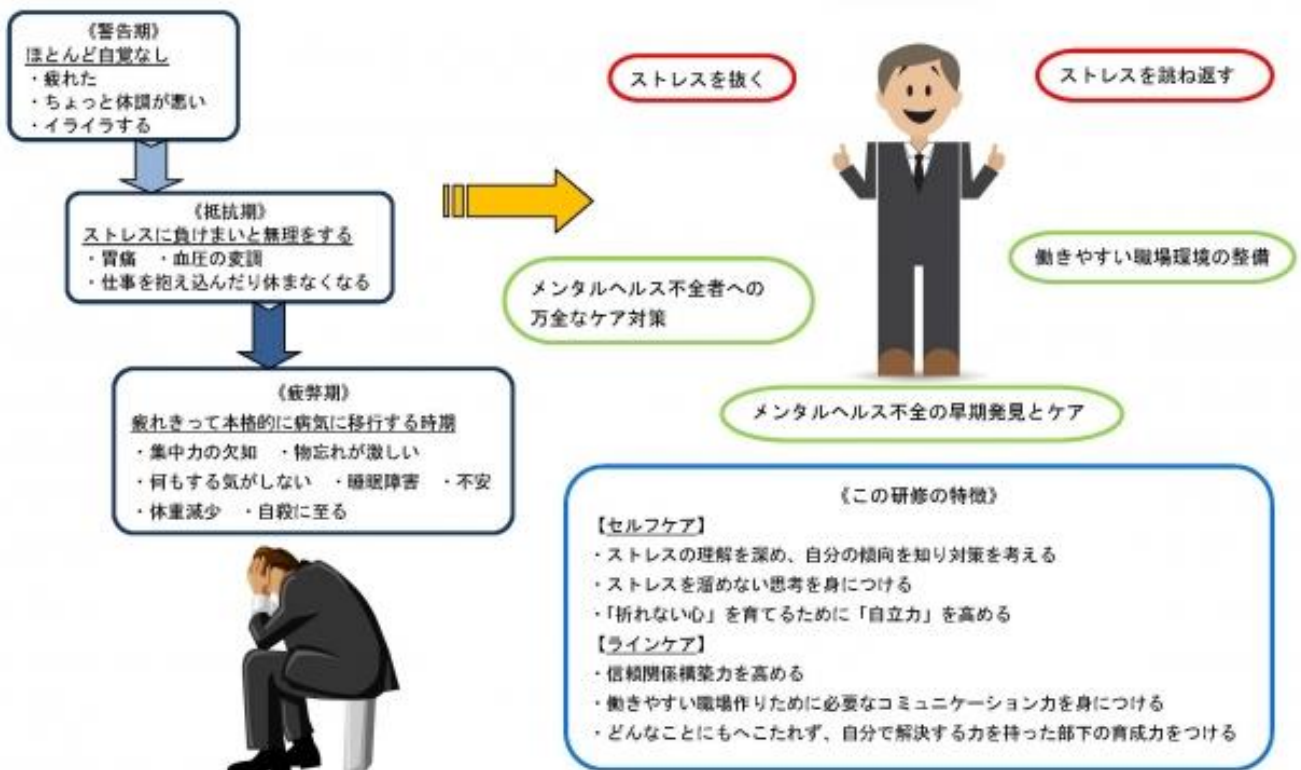 《警告期》
ほとんど自覚なし
・疲れた
・ちょっと体調が悪い
・イライラする
《抵抗期》
ストレスに負けまいと無理をする
・胃痛　・血圧の変調
・仕事を抱え込んだり休まなくなる
《疲弊期》
疲れきって本格的に病気に移行する時期
・集中力の欠如　・物忘れが激しい
・何もする気がしない　・睡眠障害　・不安
・体重減少　・自殺に至る
ストレスを抜く
ストレスを跳ね返す
働きやすい職場環境の整備
メンタルヘルス不全者への
万全なケア対策
メンタルヘルス不全の早期発見とケア
《この研修の特徴》
【セルフケア】
・ストレスの理解を深め、自分の傾向を知り対策を考える
・ストレスを溜めない思考を身につける
・「折れない心」を育てるために「自立力」を高める
【ラインケア】
・信頼関係構築力を高める
・働きやすい職場作りために必要なコミュニケーション力を身につける
・どんなことにもへこたれず、自分で解決する力を持った部下の育成力をつける